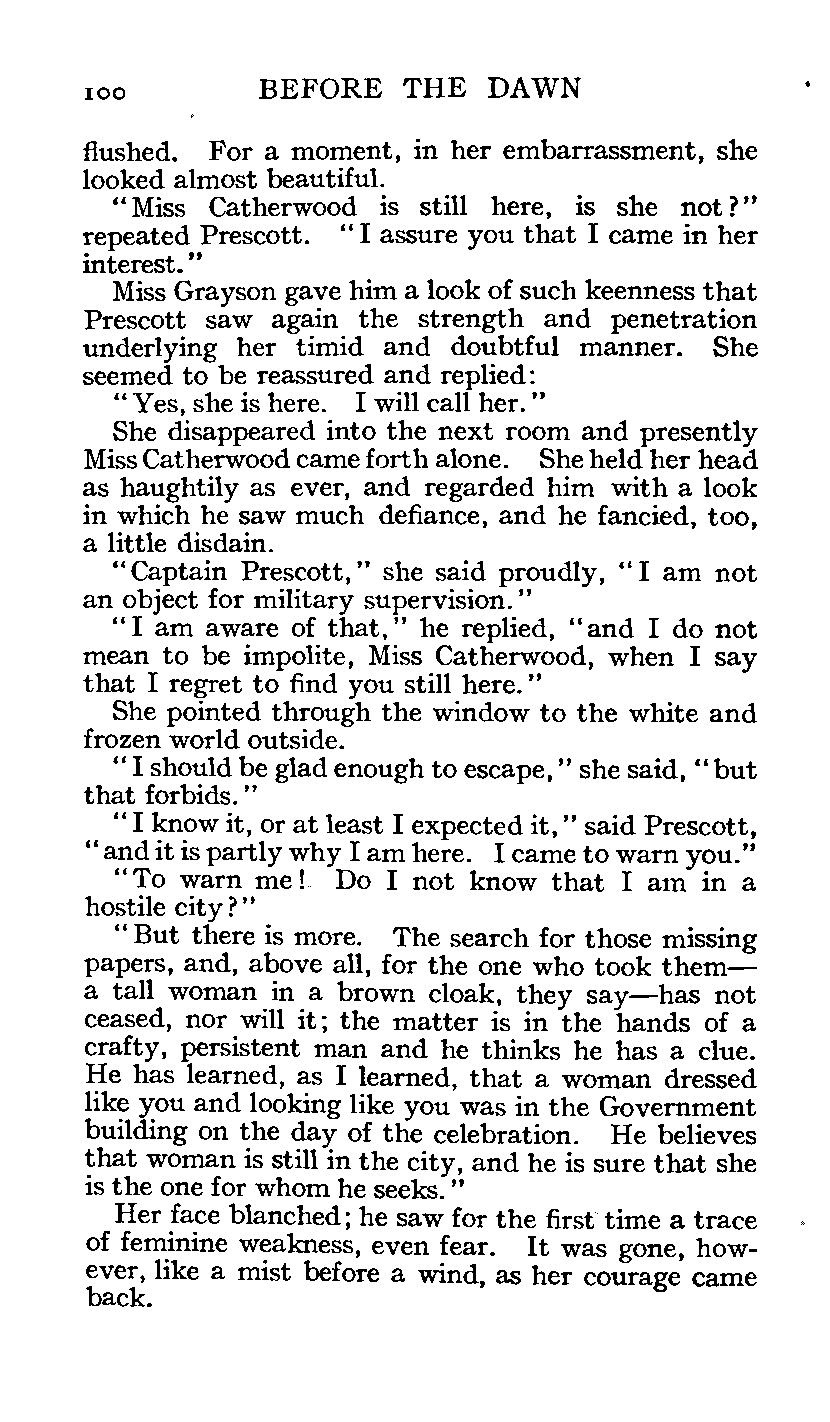 100 BEFORE THE DAWN
flushed. For a moment, in her embarrassment, she
looked almost beautiful.
"Miss Catherwood is still here, is she not?"
repeated Prescott. "I assure you that I came in her
interest."
Miss Grayson gave him a look of such keenness that
Prescott saw again the strength and penetration
underlying her timid and doubtful manner. She
seemed to be reassured and replied:
"Yes, she is here. I will call her."
She disappeared into the next room and presently
Miss Catherwood came forth alone. She held her head
as haughtily as ever, and regarded him with a look
in which he saw much defiance, and he fancied, too,
a little disdain.
"Captain Prescott," she said proudly, "I am not
an object for military supervision."
"I am aware of that," he replied, "and I do not
mean to be impolite, Miss Catherwood, when I say
that I regret to find you still here."
She pointed through the window to the white and
frozen world outside.
"I should be glad enough to escape," she said, "but
that forbids."
"I know it, or at least I expected it," said Prescott,
"and it is partly why I am here. I came to warn you."
"To warn me! Do I not know that I am in a
hostile city?"
"But there is more. The search for those missing
papers, and, above all, for the one who took them—
a tall woman in a brown cloak, they say—has not
ceased, nor will it; the matter is in the hands of a
crafty, persistent man and he thinks he has a clue.
He has learned, as I learned, that a woman dressed
like you and looking like you was in the Government
building on the day of the celebration. He believes
that woman is still in the city, and he is sure that she
is the one for whom he seeks."
Her face blanched; he saw for the first time a trace
of feminine weakness, even fear. It was gone, how-
ever, like a mist before a wind, as her courage came
back.